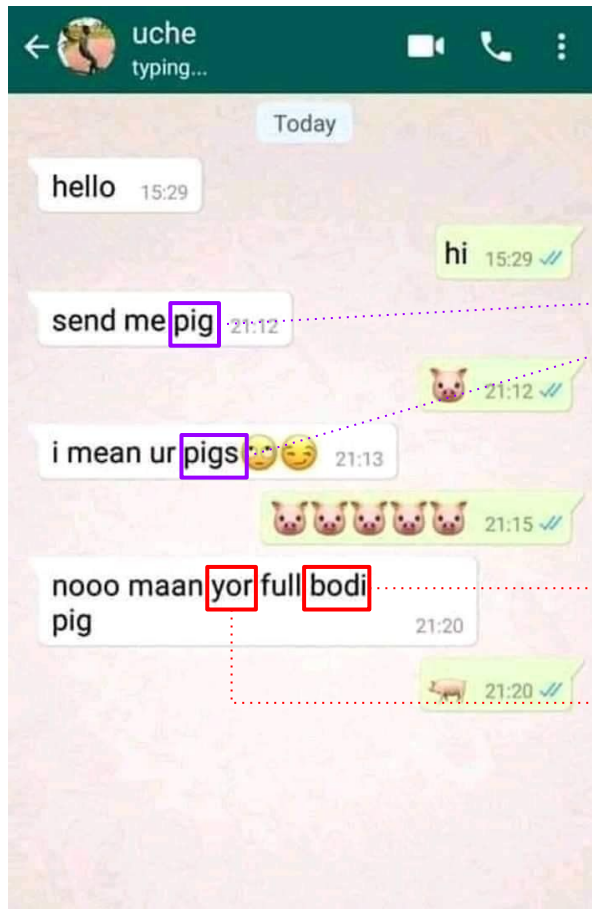 uche
typing...
Today
hello 15:29
hi 15:29
send me pig 21:12
🐷 21:12
i mean ur pigs🙄😏 21:13
🐷🐷🐷🐷🐷 21:15
nooo maan yor full bodi
pig 21:20
🐖 21:20